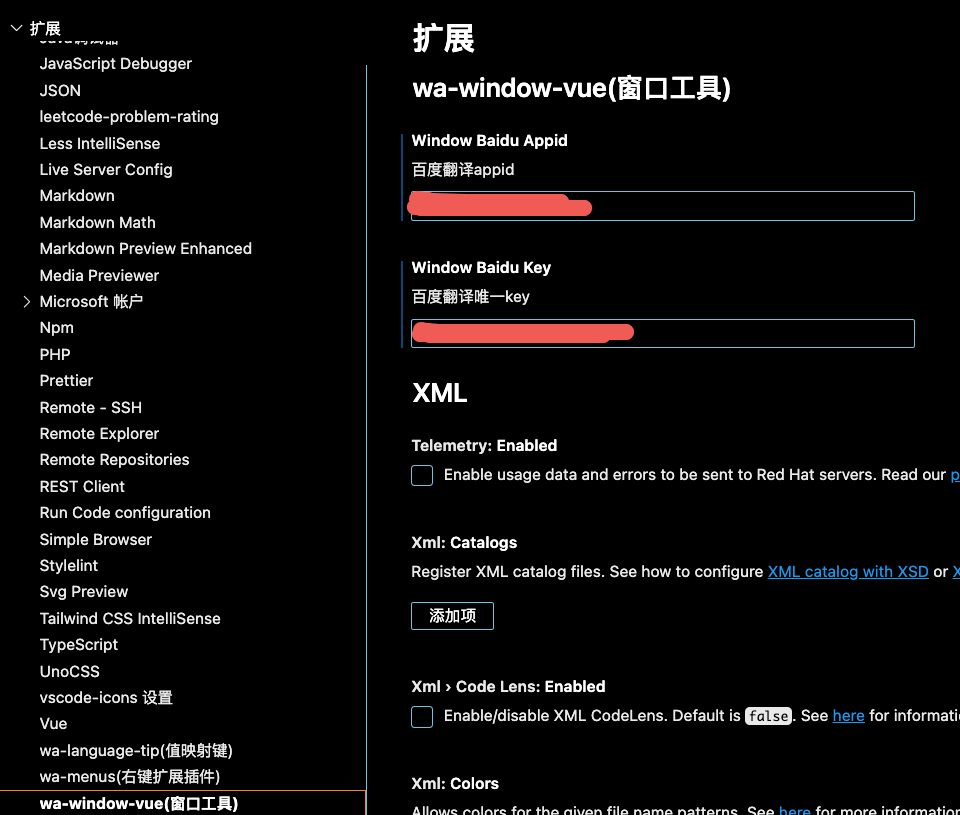 扩展
JavaScript Debugger
JSON
leetcode-problem-rating
Less IntelliSense
Live Server Config
Markdown
Markdown Math
Markdown Preview Enhanced
Media Previewer
Microsoft 帐户
Npm
PHP
Prettier
Remote - SSH
Remote Explorer
Remote Repositories
REST Client
Run Code configuration
Simple Browser
Stylelint
Svg Preview
Tailwind CSS IntelliSense
TypeScript
UnoCSS
vscode-icons 设置
Vue
wa-language-tip(值映射键)
wa-menus(右键扩展插件)
wa-window-vue(窗口工具)
扩展
wa-window-vue(窗口工具)
Window Baidu Appid
百度翻译appid
Window Baidu Key
百度翻译唯一key
XML
Telemetry: Enabled
Enable usage data and errors to be sent to Red Hat servers. Read our
Xml: Catalogs
Register XML catalog files. See how to configure XML catalog with XSD or
添加项
Xml › Code Lens: Enabled
Enable/disable XML CodeLens. Default is false. See here for informati
Xml: Colors
Allows colors for the given file name patterns. See here for more information